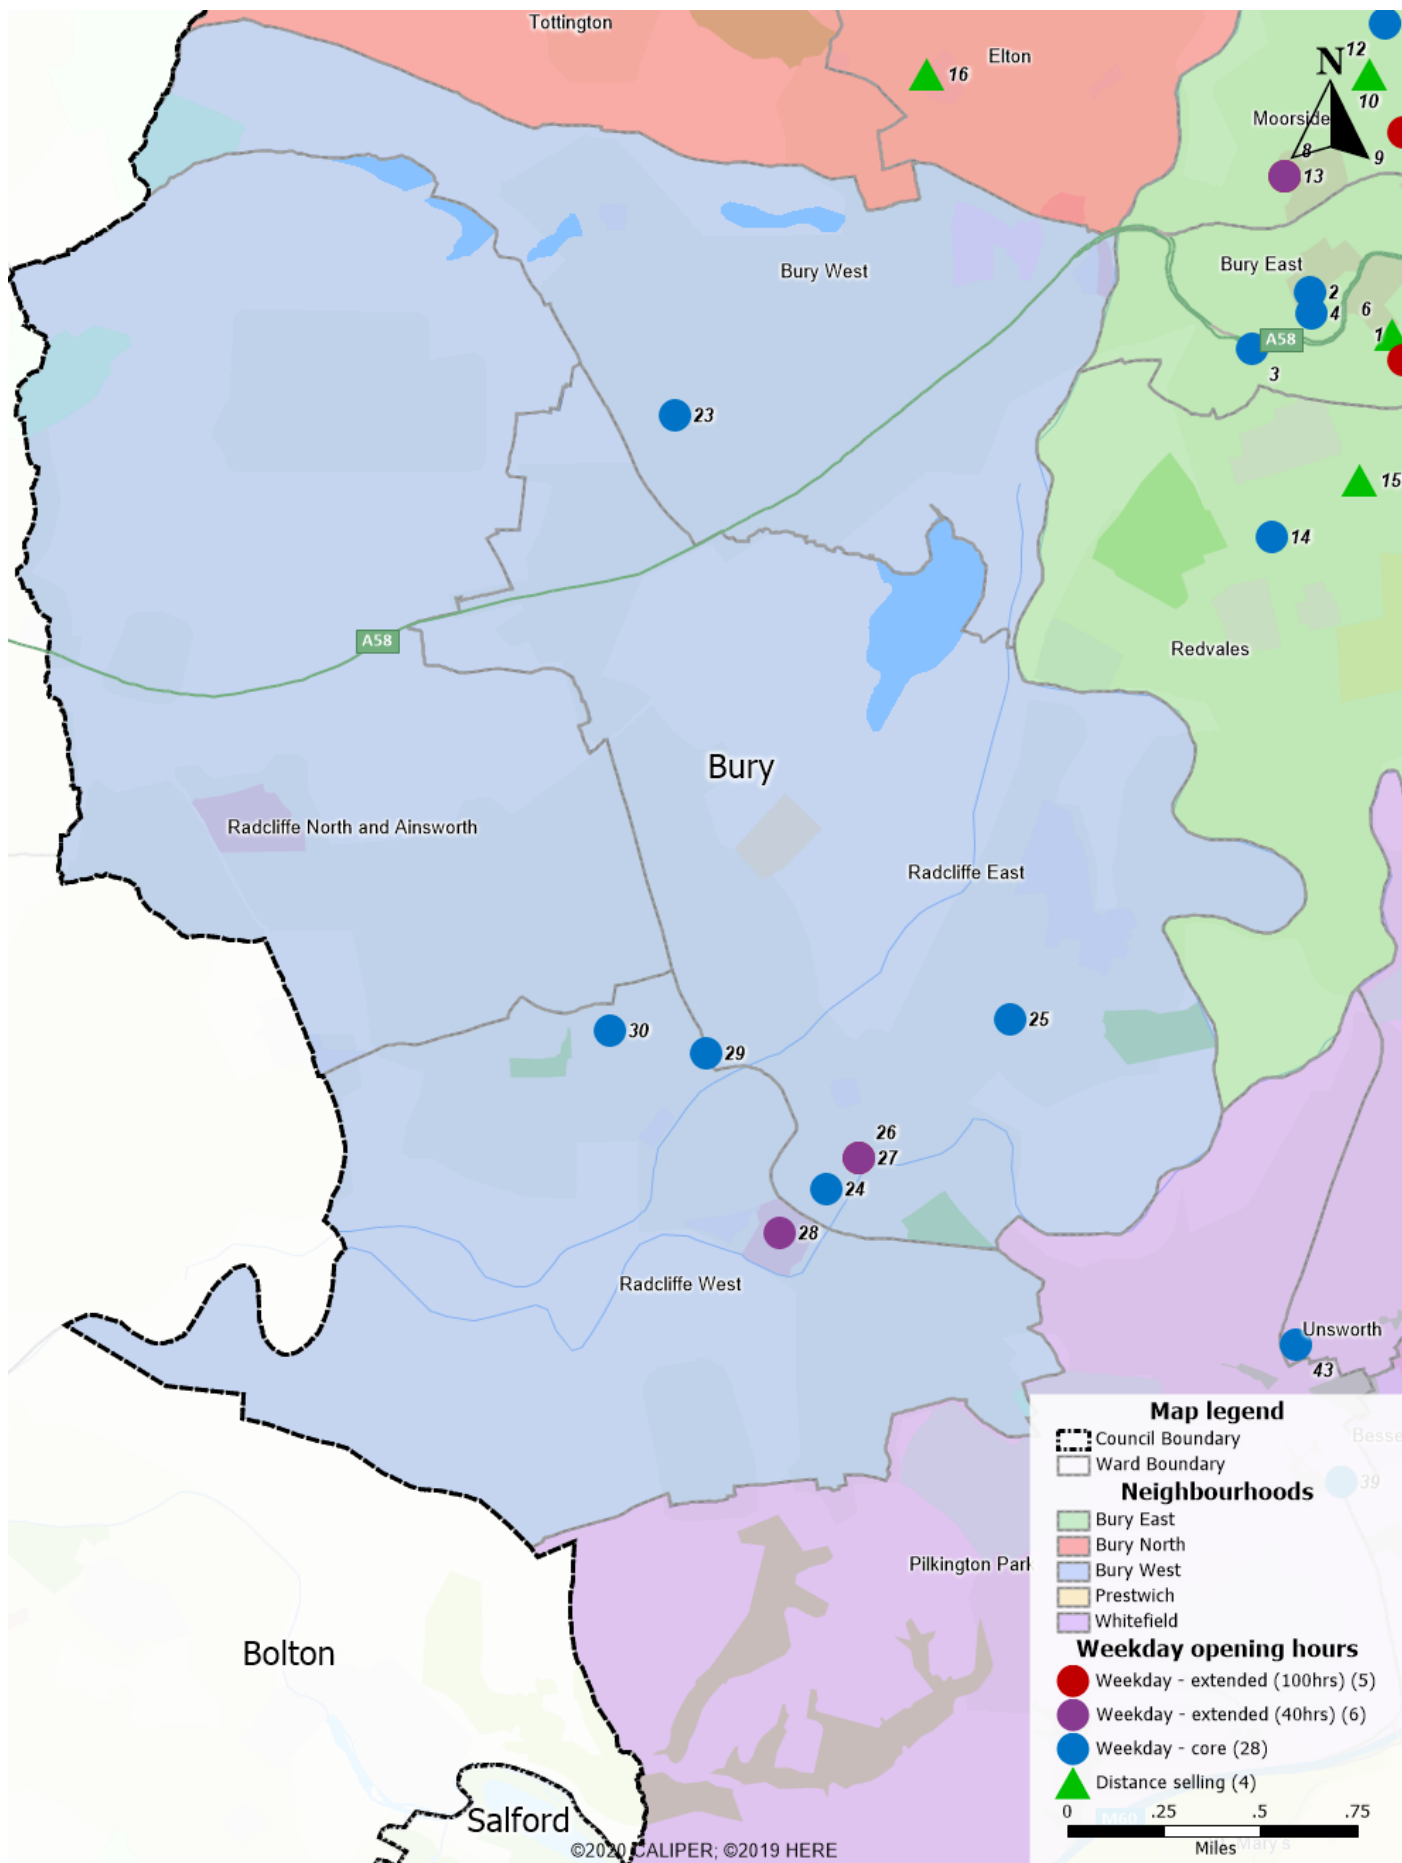 Tottington
Elton
16
12
N
10
Moorside
8
9
13
Bury West
Bury East
2
4
6
1
A58
3
23
15
14
A58
Redvales
Bury
Radcliffe North and Ainsworth
Radcliffe East
25
30
29
26
27
24
28
Radcliffe West
Unsworth
43
Map legend
Council Boundary
Ward Boundary
Besse
Neighbourhoods
39
Bury East
Bury North
Bury West
Prestwich
Whitefield
Pilkington Park
Weekday opening hours
Weekday - extended (100hrs) (5)
Weekday - extended (40hrs) (6)
Weekday - core (28)
Distance selling (4)
Bolton
Salford
0 .25 .5 .75
M60
Miles
Mary's
©2020 CALIPER; ©2019 HERE